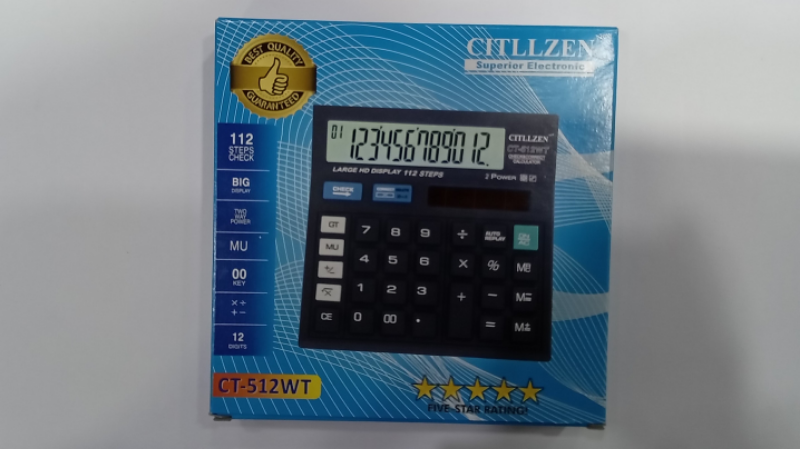 BEST QUALITY
GUARANTEED
CITLLZEN
Superior Electronic
112
STEPS
CHECK
BIG
DISPLAY
TWO
WAY
POWER
MU
00
KEY
× ÷
+ −
12
DIGITS
01 123456789012.
CITLLZEN
CT-512WT
LARGE HD DISPLAY 112 STEPS
2 POWER
CHECK
GT 7 8 9 ÷ AUTO REPLAY
MU 4 5 6 × %
1 2 3 + − M−
CE 0 00 . = M+
CT-512WT
FIVE-STAR RATING!